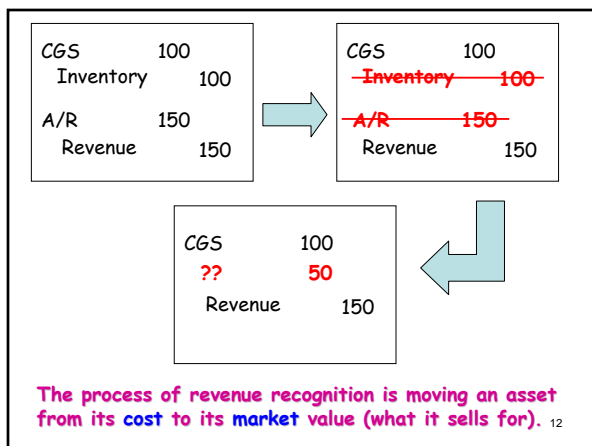 CGS 100
Inventory 100
A/R 150
Revenue 150
CGS 100
Inventory 100
A/R 150
Revenue 150
CGS 100
?? 50
Revenue 150
The process of revenue recognition is moving an asset
from its cost to its market value (what it sells for). 12